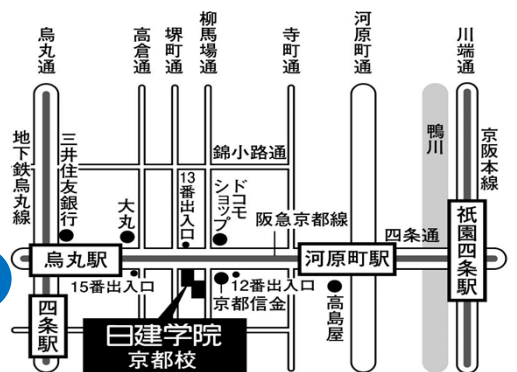 烏丸通
高倉通
堺町通
柳馬場通
寺町通
河原町通
川端通
地下鉄烏丸線
三井住友銀行
大丸
13番出入口
ドコモ
ショップ
錦小路通
阪急京都線
鴨川
京阪本線
四条通
烏丸駅
河原町駅
祇園四条駅
15番出入口
12番出入口
京都信金
高島屋
四条駅
日建学院
京都校